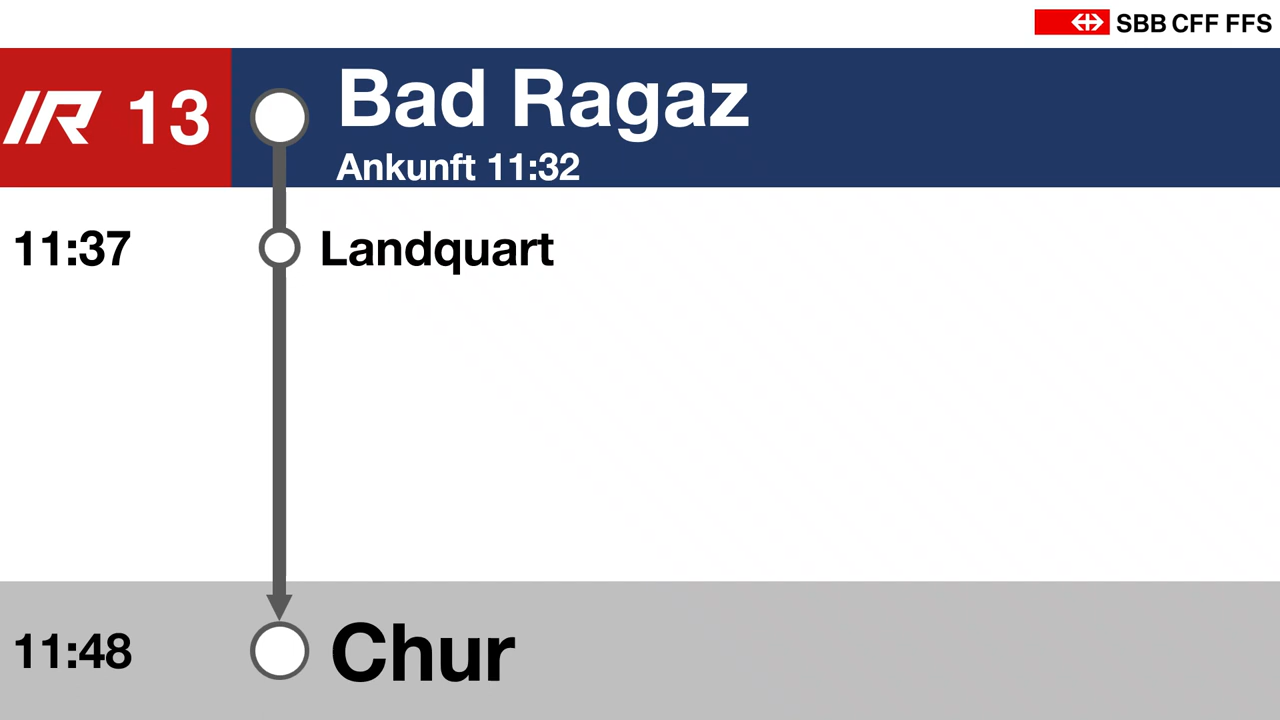 SBB CFF FFS
IR 13
Bad Ragaz
Ankunft 11:32
11:37 Landquart
11:48 Chur